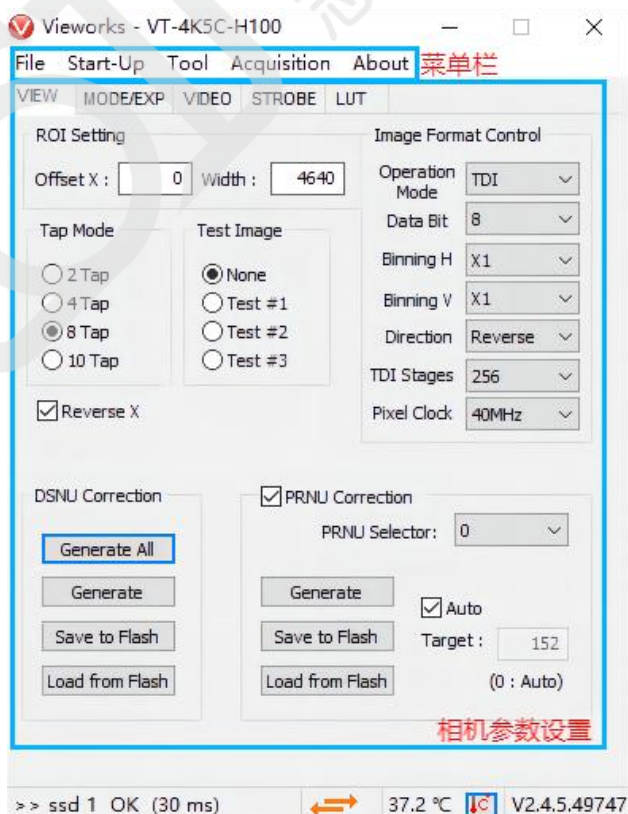 Vieworks - VT-4K5C-H100
File Start-Up Tool Acquisition About 菜单栏
VIEW MODE/EXP VIDEO STROBE LUT
ROI Setting
Offset X : 0 Width : 4640
Tap Mode
2 Tap
4 Tap
8 Tap
10 Tap
Test Image
None
Test #1
Test #2
Test #3
Reverse X
Image Format Control
Operation Mode TDI
Data Bit 8
Binning H X1
Binning V X1
Direction Reverse
TDI Stages 256
Pixel Clock 40MHz
DSNU Correction
Generate All
Generate
Save to Flash
Load from Flash
PRNU Correction
PRNU Selector: 0
Generate
Save to Flash
Load from Flash
Auto
Target : 152
(0 : Auto)
相机参数设置
>> ssd 1 OK (30 ms) 37.2 ℃ C V2.4.5.49747